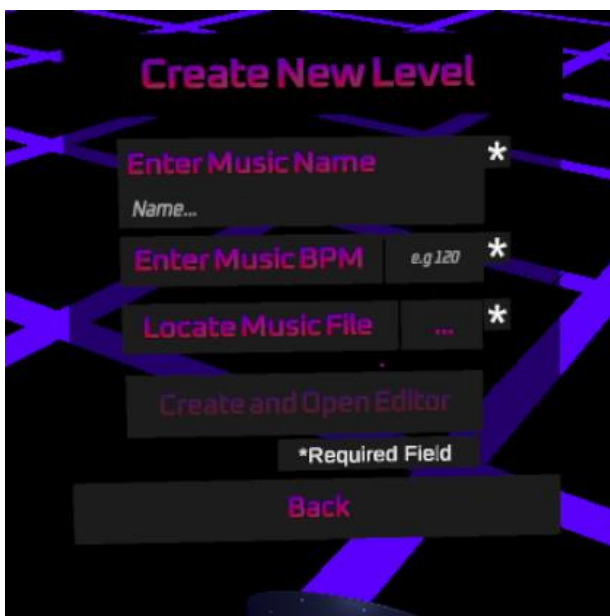 Create New Level
Enter Music Name *
Name...
Enter Music BPM e.g 120 *
Locate Music File ... *
Create and Open Editor
*Required Field
Back